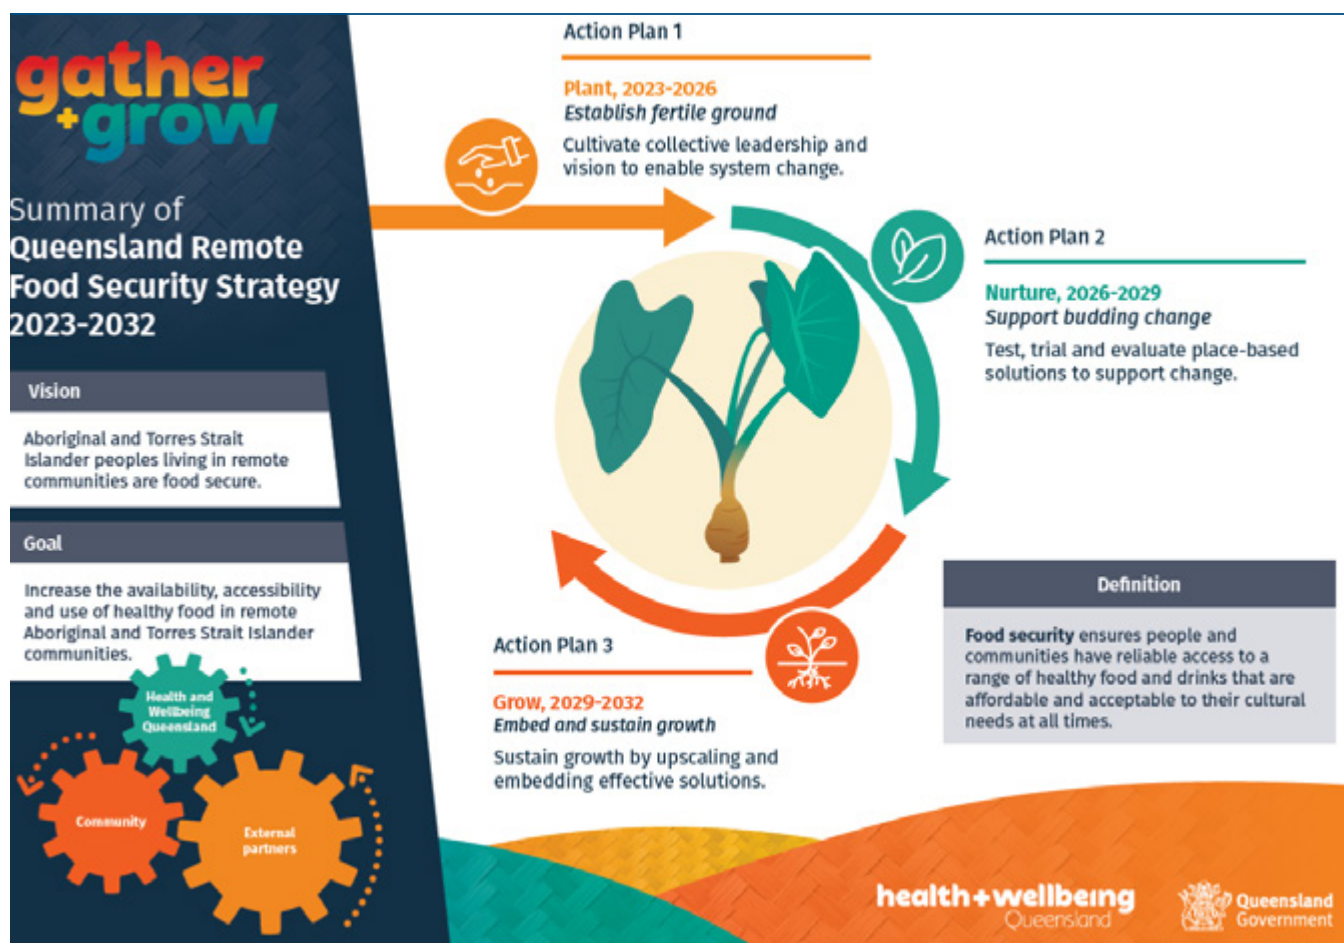 gather
+grow
Summary of
Queensland Remote
Food Security Strategy
2023-2032
Vision
Aboriginal and Torres Strait
Islander peoples living in remote
communities are food secure.
Goal
Increase the availability, accessibility
and use of healthy food in remote
Aboriginal and Torres Strait Islander
communities.
Health and
Wellbeing
Queensland
Community
External
partners
Action Plan 1
Plant, 2023-2026
Establish fertile ground
Cultivate collective leadership and
vision to enable system change.
Action Plan 2
Nurture, 2026-2029
Support budding change
Test, trial and evaluate place-based
solutions to support change.
Action Plan 3
Grow, 2029-2032
Embed and sustain growth
Sustain growth by upscaling and
embedding effective solutions.
Definition
Food security ensures people and
communities have reliable access to a
range of healthy food and drinks that are
affordable and acceptable to their cultural
needs at all times.
health+wellbeing
Queensland
Queensland
Government